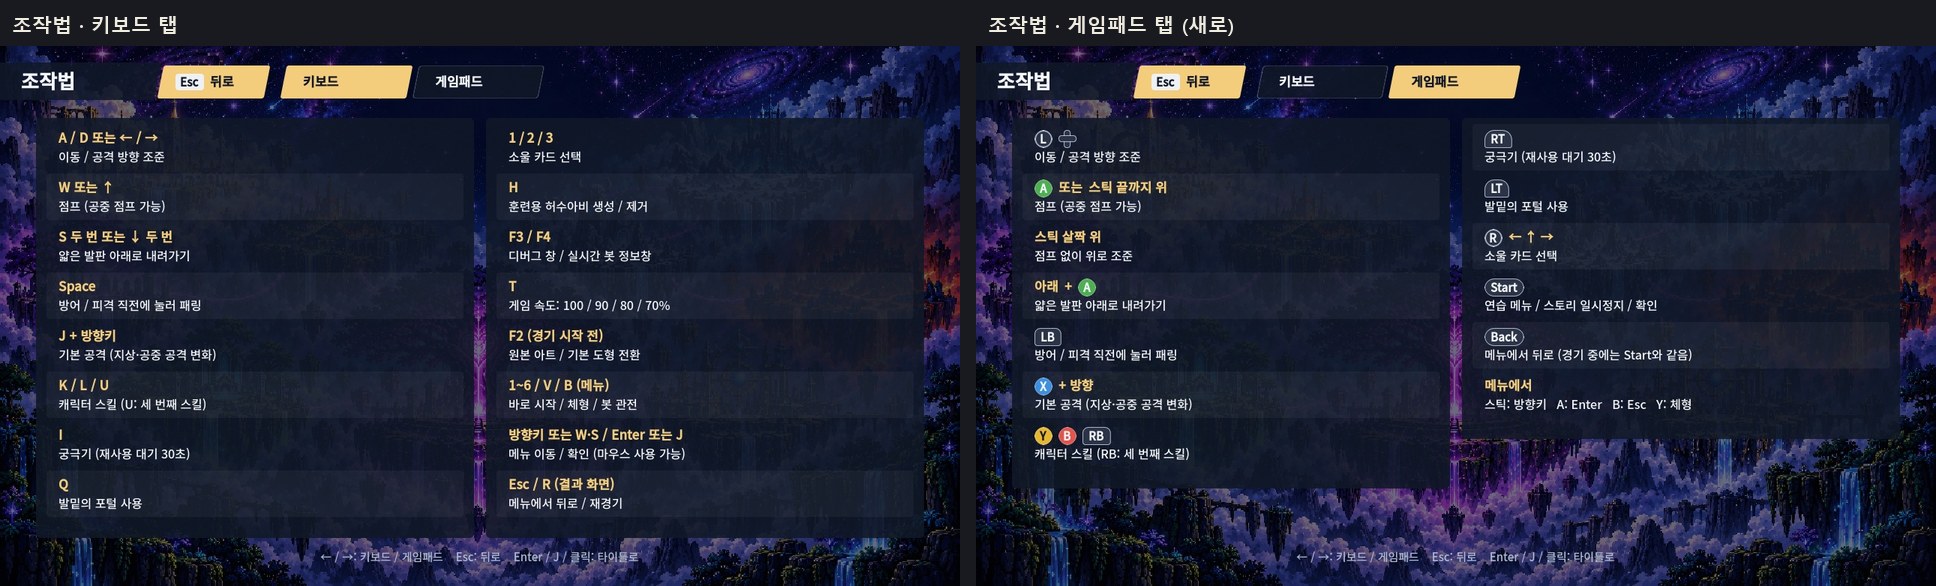 조작법 · 키보드 탭
조작법
Esc 뒤로
키보드
게임패드
A / D 또는 ← / →
이동 / 공격 방향 조준
W 또는 ↑
점프 (공중 점프 가능)
S 두 번 또는 ↓ 두 번
얇은 발판 아래로 내려가기
Space
방어 / 피격 직전에 눌러 패링
J + 방향키
기본 공격 (지상·공중 공격 변화)
K / L / U
캐릭터 스킬 (U: 세 번째 스킬)
I
궁극기 (재사용 대기 30초)
Q
발밑의 포털 사용
1 / 2 / 3
소울 카드 선택
H
훈련용 허수아비 생성 / 제거
F3 / F4
디버그 창 / 실시간 봇 정보창
T
게임 속도: 100 / 90 / 80 / 70%
F2 (경기 시작 전)
원본 아트 / 기본 도형 전환
1~6 / V / B (메뉴)
바로 시작 / 체형 / 봇 관전
방향키 또는 W·S / Enter 또는 J
메뉴 이동 / 확인 (마우스 사용 가능)
Esc / R (결과 화면)
메뉴에서 뒤로 / 재경기
← / →: 키보드 / 게임패드 Esc: 뒤로 Enter / J / 클릭: 타이틀로
조작법 · 게임패드 탭 (새로)
조작법
Esc 뒤로
키보드
게임패드
L
이동 / 공격 방향 조준
A 또는 스틱 끝까지 위
점프 (공중 점프 가능)
스틱 살짝 위
점프 없이 위로 조준
아래 + A
얇은 발판 아래로 내려가기
LB
방어 / 피격 직전에 눌러 패링
X + 방향
기본 공격 (지상·공중 공격 변화)
Y B RB
캐릭터 스킬 (RB: 세 번째 스킬)
RT
궁극기 (재사용 대기 30초)
LT
발밑의 포털 사용
R ← ↑ →
소울 카드 선택
Start
연습 메뉴 / 스토리 일시정지 / 확인
Back
메뉴에서 뒤로 (경기 중에는 Start와 같음)
메뉴에서
스틱: 방향키 A: Enter B: Esc Y: 체형
← / →: 키보드 / 게임패드 Esc: 뒤로 Enter / J / 클릭: 타이틀로